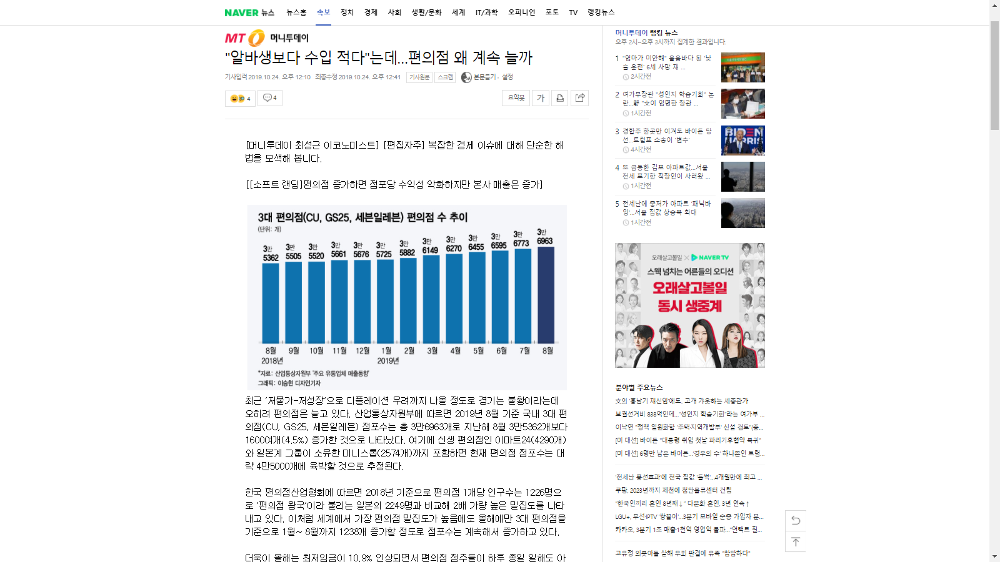 NAVER 뉴스 뉴스홈 속보 정치 경제 사회 생활/문화 세계 IT/과학 오피니언 포토 TV 랭킹뉴스
MT 머니투데이
"알바생보다 수입 적다"는데...편의점 왜 계속 늘까
기사입력 2019.10.24. 오후 12:10 최종수정 2019.10.24. 오후 12:41 기사원문 스크랩 본문듣기 · 설정
4 4 요약봇 가
[머니투데이 최성근 이코노미스트] [편집자주] 복잡한 경제 이슈에 대해 단순한 해
법을 모색해 봅니다.
[[소프트 랜딩]편의점 증가하면 점포당 수익성 악화하지만 본사 매출은 증가]
3대 편의점(CU, GS25, 세븐일레븐) 편의점 수 추이
(단위: 개)
3만 5362 3만 5505 3만 5520 3만 5661 3만 5676 3만 5725 3만 5882 3만 6149 3만 6270 3만 6455 3만 6595 3만 6773 3만 6963
8월 9월 10월 11월 12월 1월 2월 3월 4월 5월 6월 7월 8월
2018년 2019년
*자료: 산업통상자원부 '주요 유통업체 매출동향'
그래픽: 이승현 디자인기자
최근 ‘저물가-저성장’으로 디플레이션 우려까지 나올 정도로 경기는 불황이라는데
오히려 편의점은 늘고 있다. 산업통상자원부에 따르면 2019년 8월 기준 국내 3대 편
의점(CU, GS25, 세븐일레븐) 점포수는 총 3만6963개로 지난해 8월 3만5362개보다
1600여개(4.5%) 증가한 것으로 나타났다. 여기에 신생 편의점인 이마트24(4290개)
와 일본계 그룹이 소유한 미니스톱(2574개)까지 포함하면 현재 편의점 점포수는 대
략 4만5000개에 육박할 것으로 추정된다.
한국 편의점산업협회에 따르면 2018년 기준으로 편의점 1개당 인구수는 1226명으
로 ‘편의점 왕국’이라 불리는 일본의 2249명과 비교해 2배 가량 높은 밀집도를 나타
내고 있다. 이처럼 세계에서 가장 편의점 밀집도가 높음에도 올해에만 3대 편의점을
기준으로 1월~ 8월까지 1238개 증가할 정도로 점포수는 계속해서 증가하고 있다.
더욱이 올해는 최저임금이 10.9% 인상되면서 편의점 점주들이 하루 종일 일해도 아
머니투데이 랭킹 뉴스
오후 2시~오후 3시까지 집계한 결과입니다.
1 "엄마가 미안해" 울음바다 된 '낮
술 운전' 6세 사망 재 ...
2시간전
2 여가부장관 "성인지 학습기회" 논
란...野 "文이 임명한 장관 ...
1시간전
3 경합주 한곳만 이겨도 바이든 당
선...트럼프 소송이 '변수'
4시간전
4 또 급등한 김포 아파트값...서울
전세 포기한 직장인이 사러왔 ...
1시간전
5 전세난에 중저가 아파트 '패닉바
잉'...서울 집값 상승폭 확대
1시간전
BIDEN
HARRIS
오래살고볼일 × NAVER TV
스웩 넘치는 어른들의 오디션
오래살고볼일
동시 생중계
분야별 주요뉴스
文의 '홍남기 재신임'에도.. 고개 갸웃하는 세종관가
보궐선거비 838억인데..."성인지 학습기회"라는 여가부 ...
이낙연 "정책 일원화할 '주택·지역개발부' 신설 검토"(종...
[미 대선] 바이든 "대통령 취임 첫날 파리기후협약 복귀"
[미 대선] 6명만 남은 바이든...'경우의 수' 하나뿐인 트럼...
'전세난 풍선효과'에 전국 집값 '들썩'...4개월만에 최고 ...
쿠팡, 2023년까지 제천에 첨단물류센터 건립
"한국인끼리 혼인 8년째↓" 다문화 혼인, 3년 연속↑
LGU+, 무선·IPTV '쌍끌이'...3분기 모바일 순증 가입자 분...
카카오, 3분기 1조 매출·1천억 영업익 돌파..."언택트 질...
고유정 의붓아들 살해 무죄 판결에 유족 "참담하다"